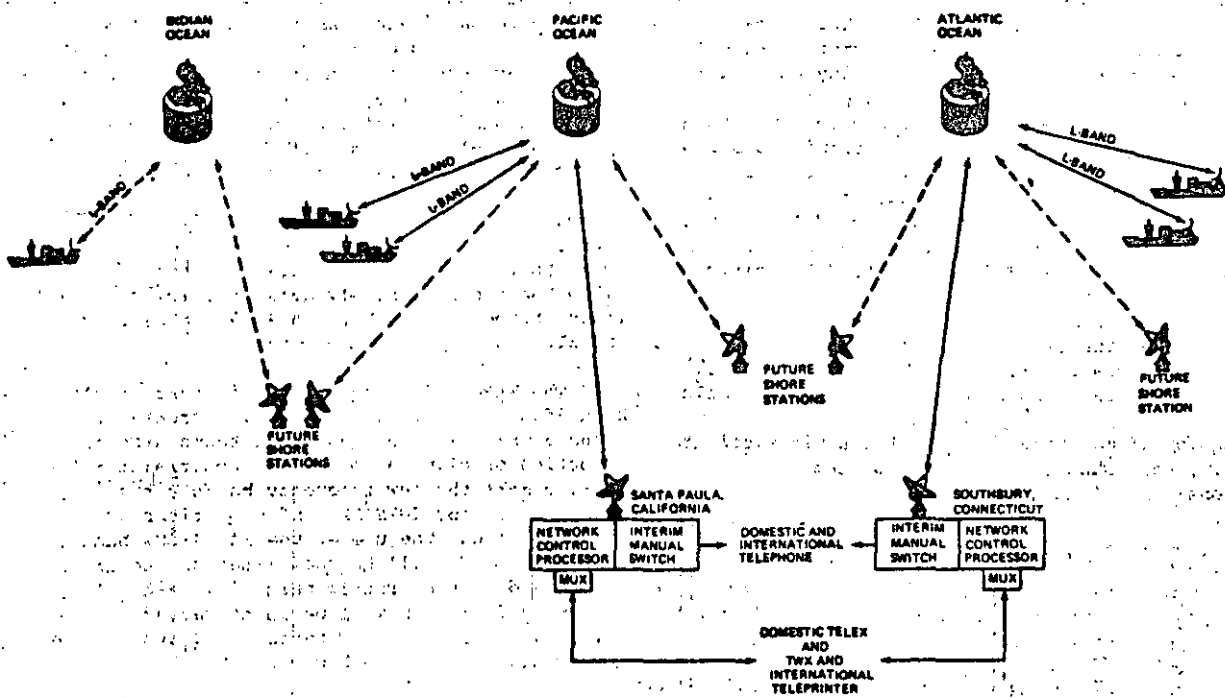 INDIAN
OCEAN
PACIFIC
OCEAN
ATLANTIC
OCEAN
L-BAND
L-BAND
L-BAND
L-BAND
L-BAND
FUTURE
SHORE
STATIONS
FUTURE
SHORE
STATIONS
FUTURE
SHORE
STATION
SANTA PAULA,
CALIFORNIA
SOUTHBURY,
CONNECTICUT
NETWORK
CONTROL
PROCESSOR
INTERIM
MANUAL
SWITCH
MUX
DOMESTIC AND
INTERNATIONAL
TELEPHONE
INTERIM
MANUAL
SWITCH
NETWORK
CONTROL
PROCESSOR
MUX
DOMESTIC TELEX
AND
TWX AND
INTERNATIONAL
TELEPRINTER